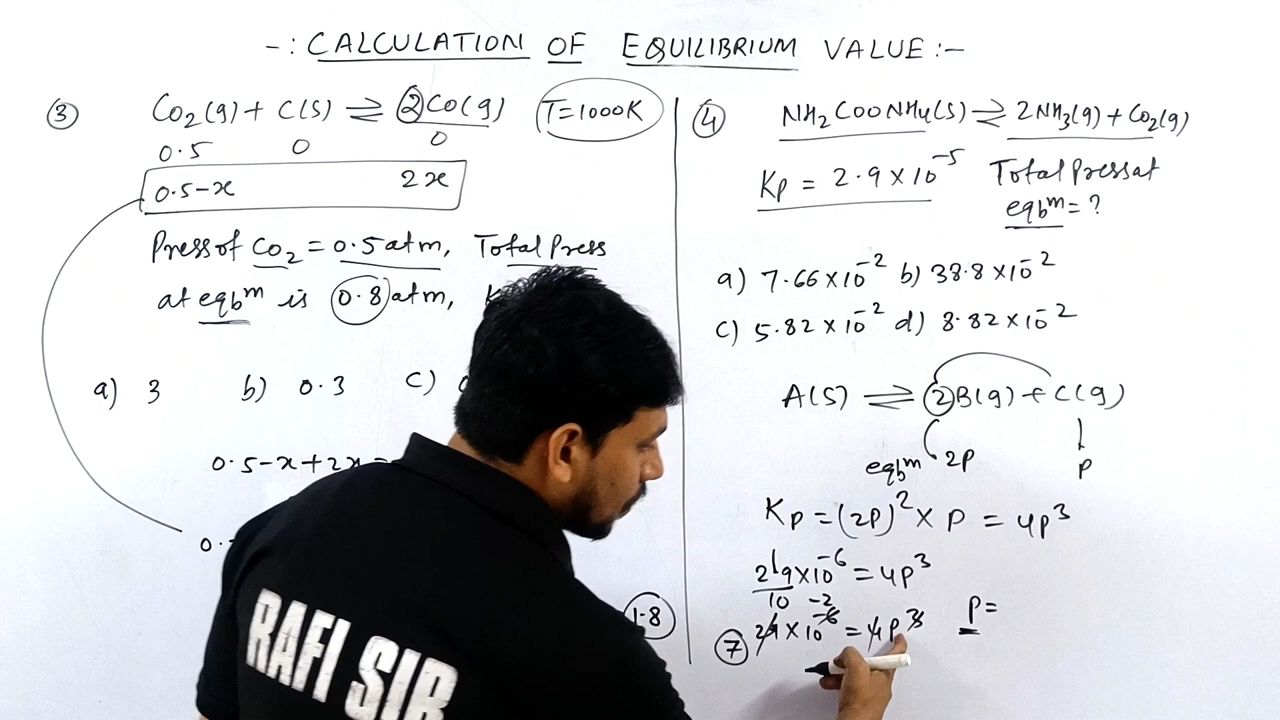 -: CALCULATION OF EQUILIBRIUM VALUE :-
③ CO2(g) + C(S) ⇌ 2CO(g) T=1000K
0.5 0 0
0.5-x 2x
Press of CO2 = 0.5 atm, Total Press
at eqbm is 0.8 atm,
a) 3 b) 0.3 c)
0.5-x+2x=
0.
1.8
④ NH2COONH4(S) ⇌ 2NH3(g) + CO2(g)
Kp = 2.9×10^-5 Total Press at
eqbm = ?
a) 7.66×10^-2 b) 38.8×10^-2
c) 5.82×10^-2 d) 8.82×10^-2
A(S) ⇌ 2B(g) + C(g)
eqbm 2P P
Kp = (2P)^2 × P = 4P^3
29×10^-6 = 4P^3
10 -2
29×10^-6 = 4P^3 P=
⑦
RAFI SIR